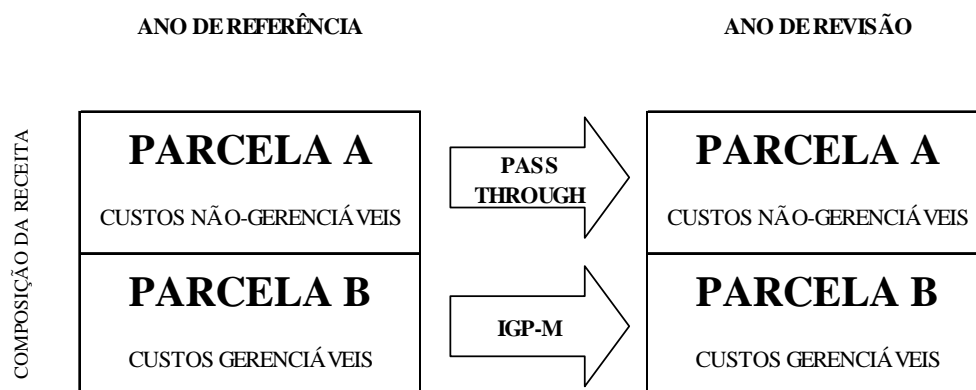 ANO DE REFERÊNCIA
ANO DE REVISÃO
COMPOSIÇÃO DA RECEITA
PARCELA A
CUSTOS NÃO-GERENCIÁVEIS
PASS
THROUGH
PARCELA A
CUSTOS NÃO-GERENCIÁVEIS
PARCELA B
CUSTOS GERENCIÁVEIS
IGP-M
PARCELA B
CUSTOS GERENCIÁVEIS